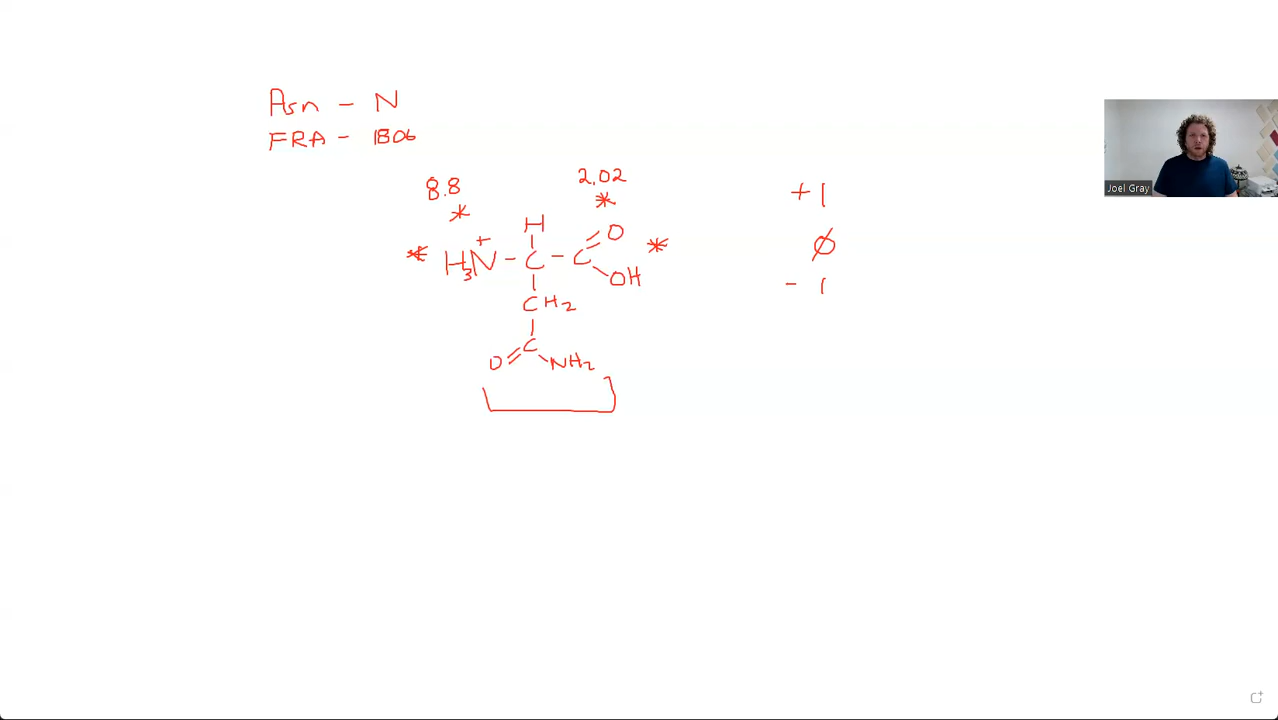 Asn - N
FRA - 1806
8.8
2.02
*
*
+1
H
O
* H₃N⁺ - C - C *
Ø
OH
- 1
CH₂
C
O
NH₂
Joel Gray